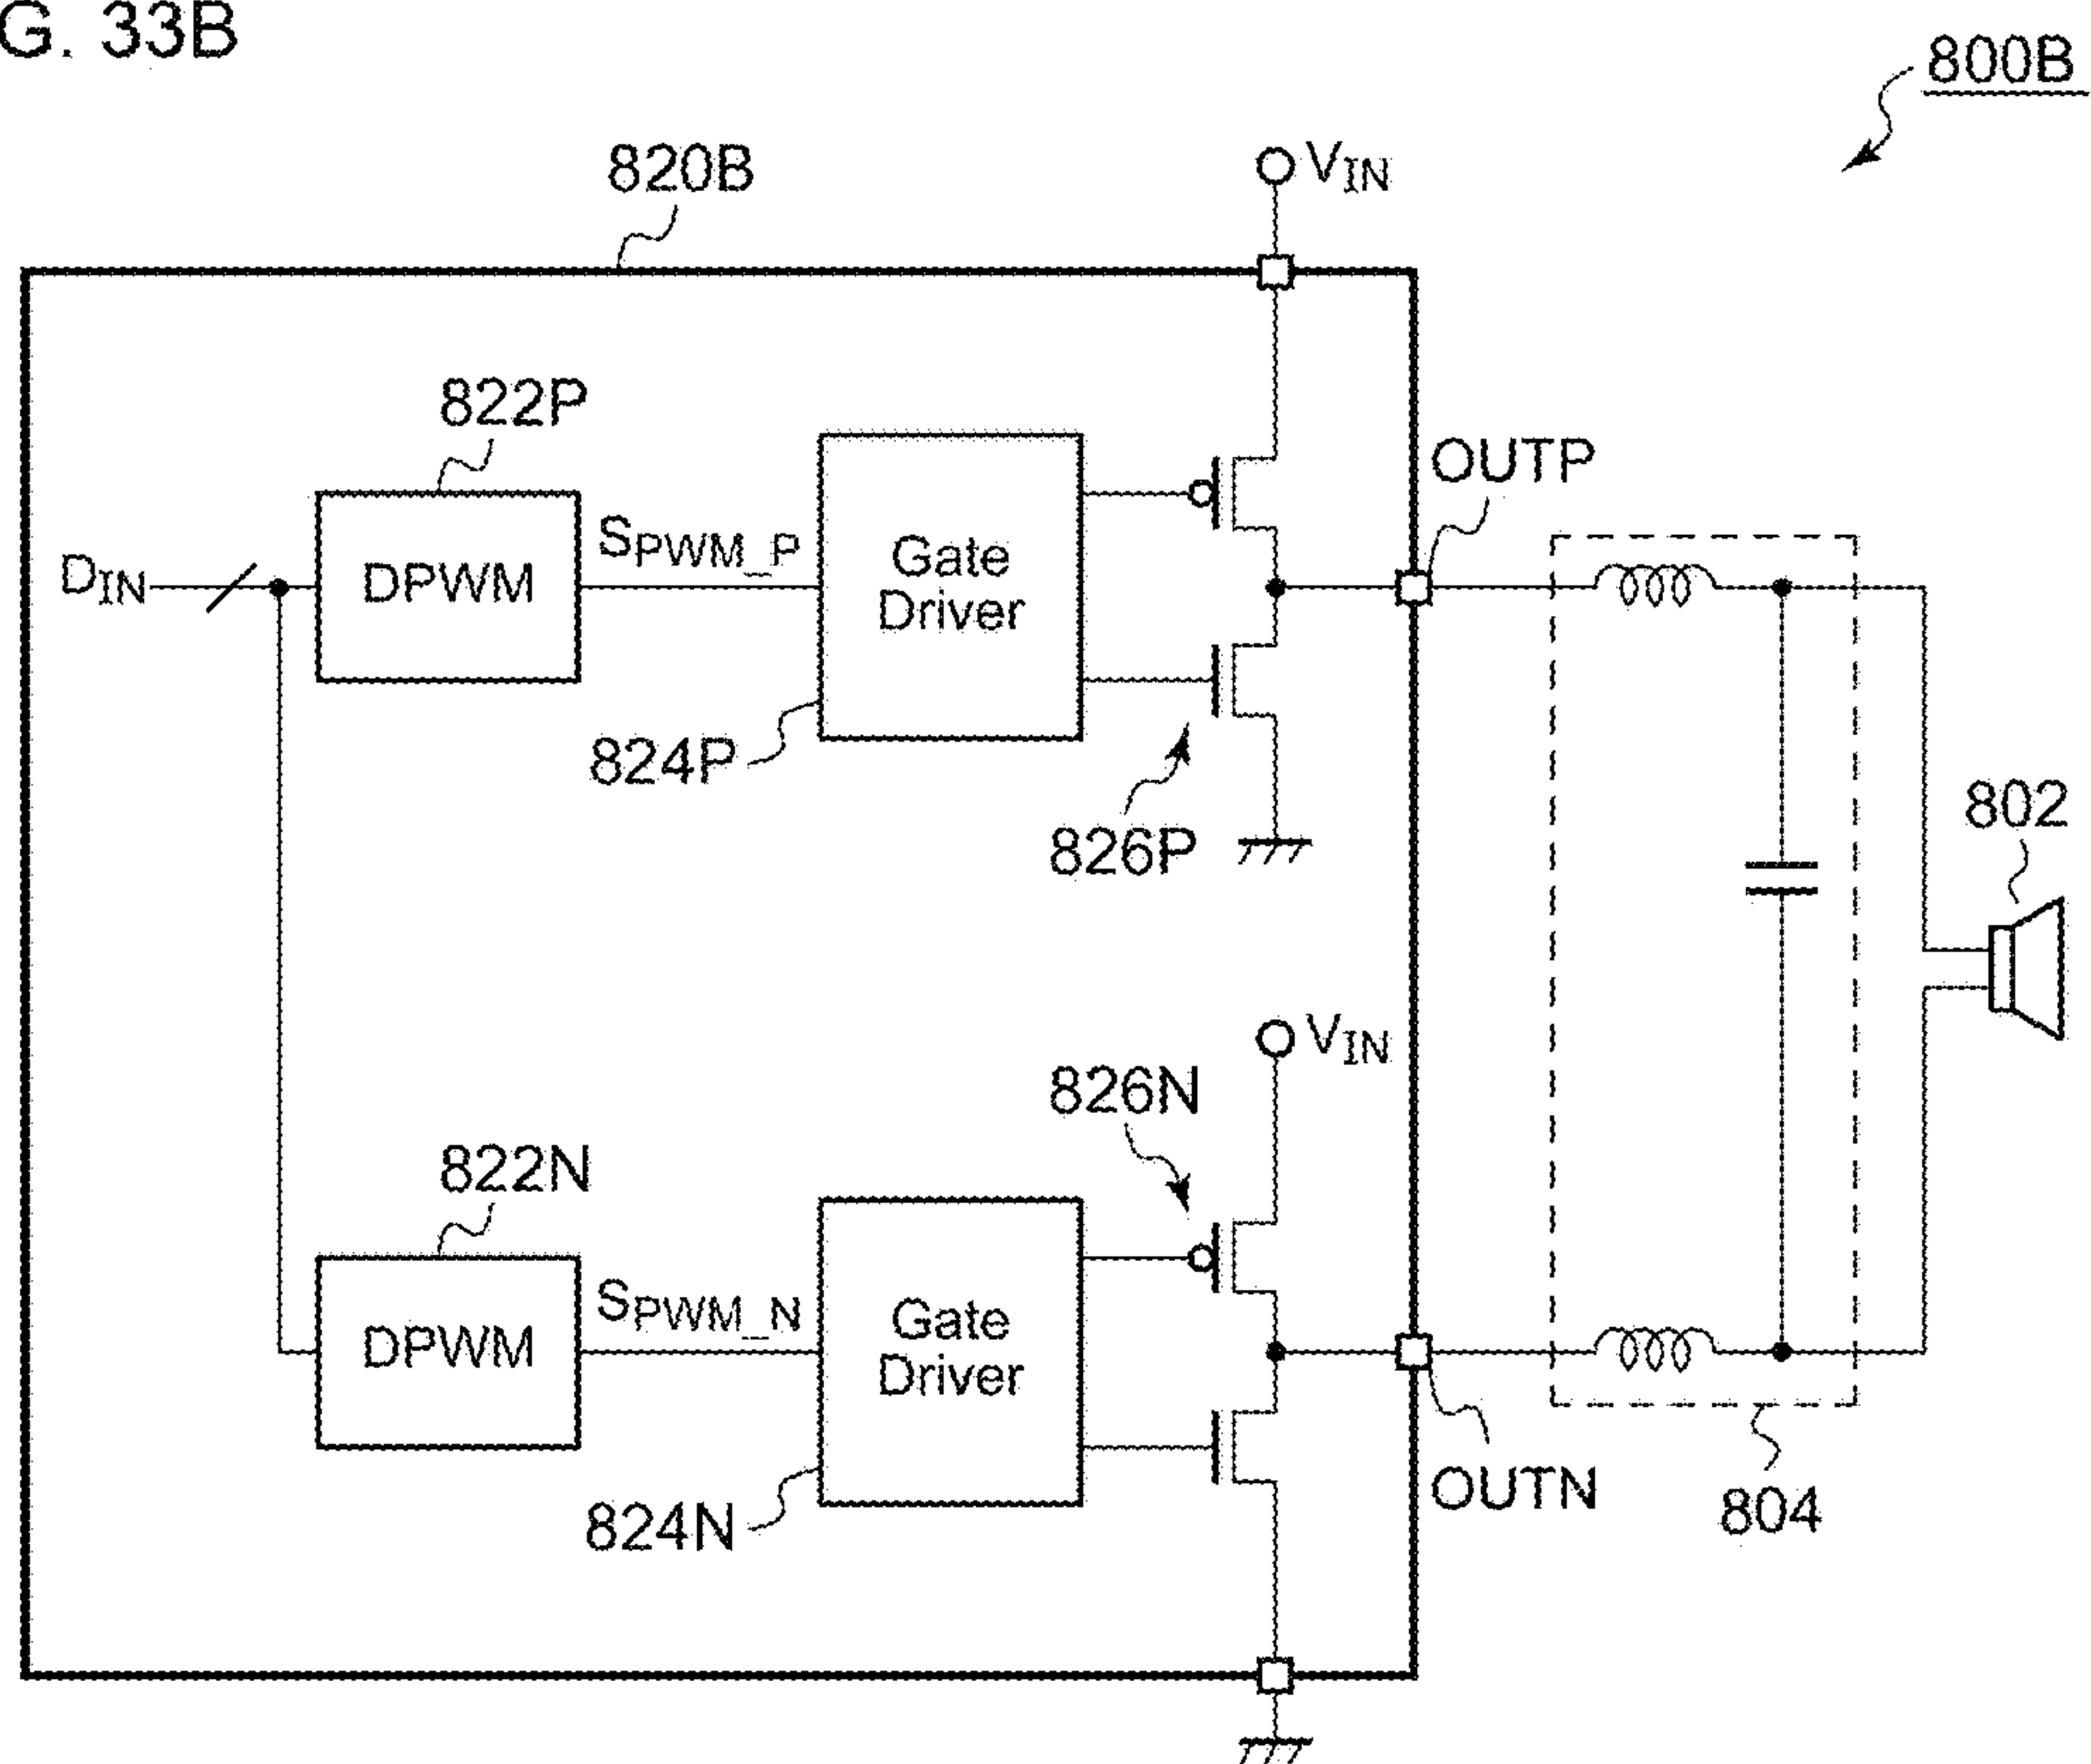 G. 33B
800B
820B
VIN
822P
OUTP
DIN
DPWM
SPWM_P
Gate
Driver
824P
826P
802
VIN
826N
822N
DPWM
SPWM_N
Gate
Driver
824N
OUTN
804